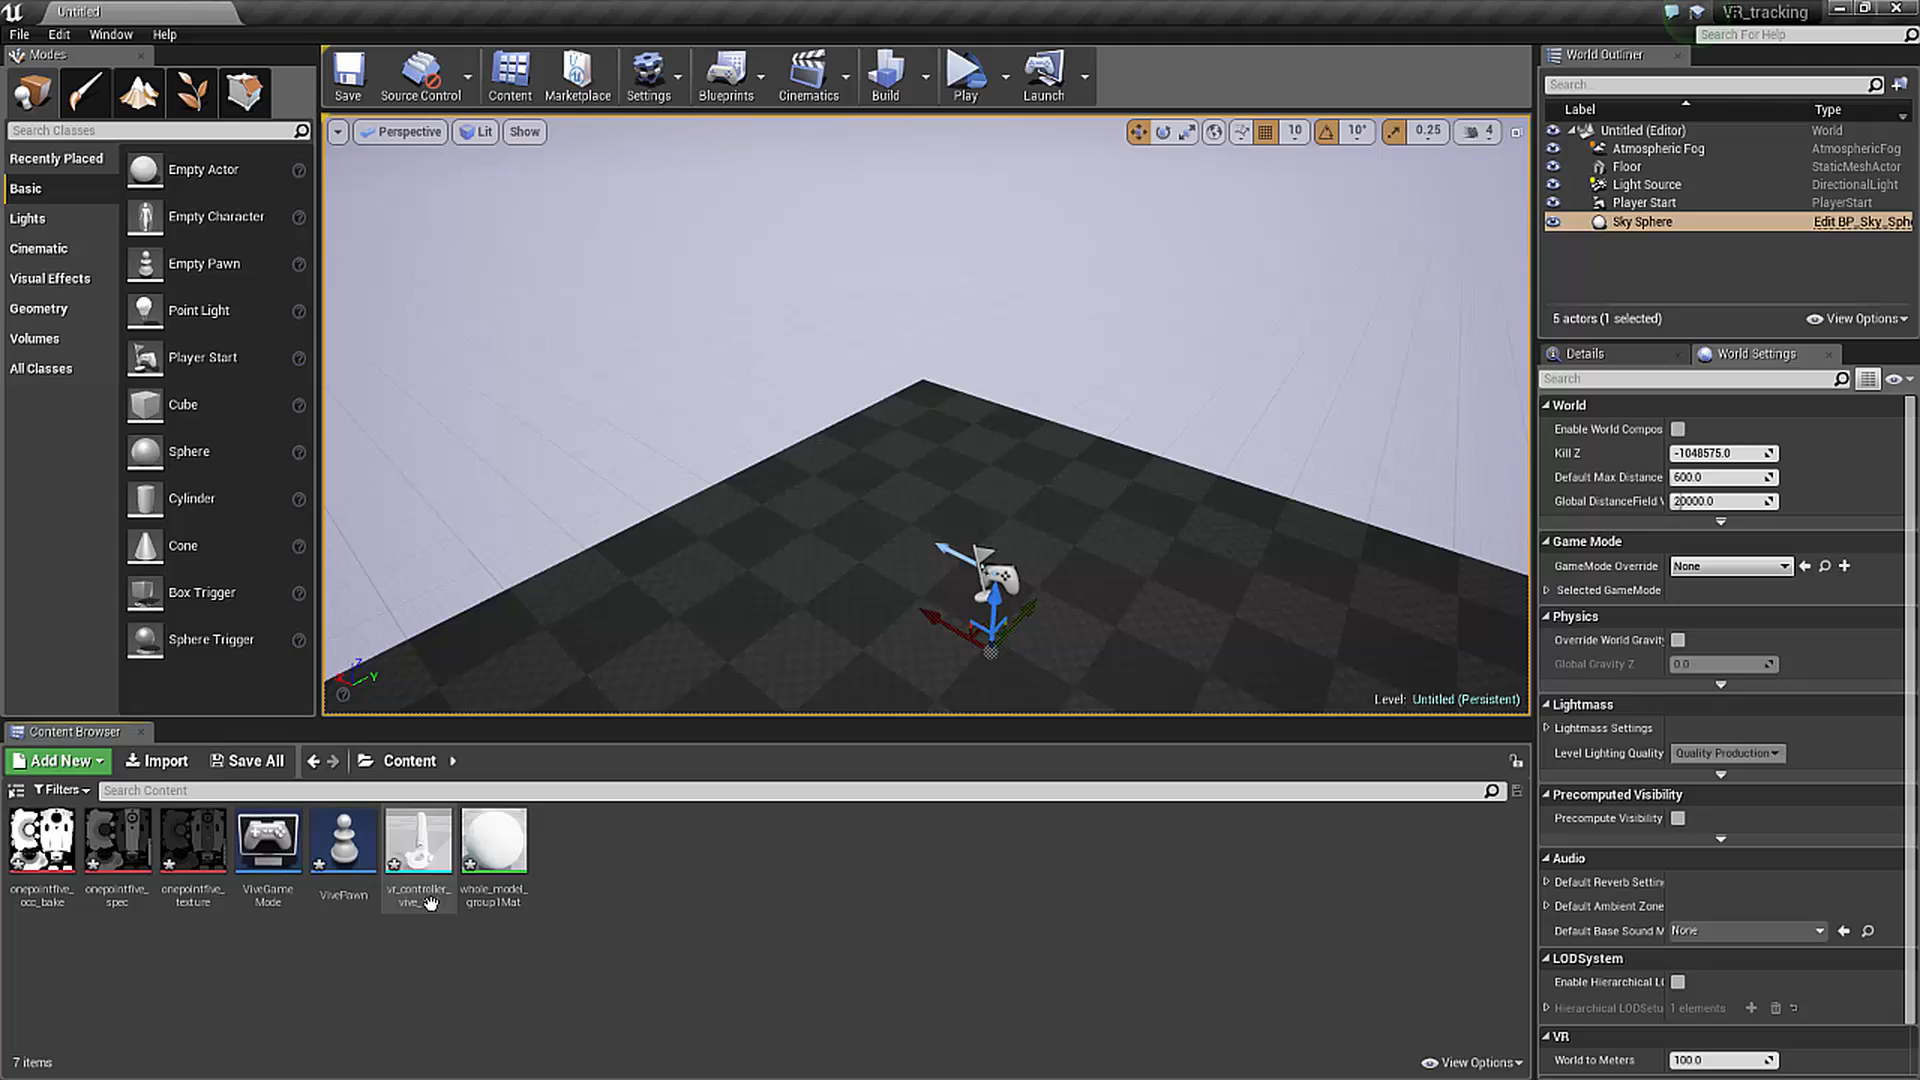 Untitled
VR_tracking
File Edit Window Help
Search For Help
Modes
Search Classes
Recently Placed
Basic
Lights
Cinematic
Visual Effects
Geometry
Volumes
All Classes
Empty Actor
Empty Character
Empty Pawn
Point Light
Player Start
Cube
Sphere
Cylinder
Cone
Box Trigger
Sphere Trigger
Save Source Control Content Marketplace Settings Blueprints Cinematics Build Play Launch
Perspective Lit Show
10 10° 0.25 4
Z
Y
Level: Untitled (Persistent)
World Outliner
Search...
Label Type
Untitled (Editor) World
Atmospheric Fog AtmosphericFog
Floor StaticMeshActor
Light Source DirectionalLight
Player Start PlayerStart
Sky Sphere Edit BP_Sky_Sph
5 actors (1 selected) View Options
Details World Settings
Search
World
Enable World Compos
Kill Z -1048575.0
Default Max Distance 600.0
Global DistanceField V 20000.0
Game Mode
GameMode Override None
Selected GameMode
Physics
Override World Gravit
Global Gravity Z 0.0
Lightmass
Lightmass Settings
Level Lighting Quality Quality Production
Precomputed Visibility
Precompute Visibility
Audio
Default Reverb Settin
Default Ambient Zone
Default Base Sound M None
LODSystem
Enable Hierarchical LO
Hierarchical LODSetu 1 elements
VR
World to Meters 100.0
Content Browser
Add New Import Save All Content
Filters Search Content
onepointfive_
occ_bake
onepointfive_
spec
onepointfive_
texture
ViveGame
Mode
VivePawn
vr_controller_
vive_
whole_model_
group1Mat
7 items
View Options